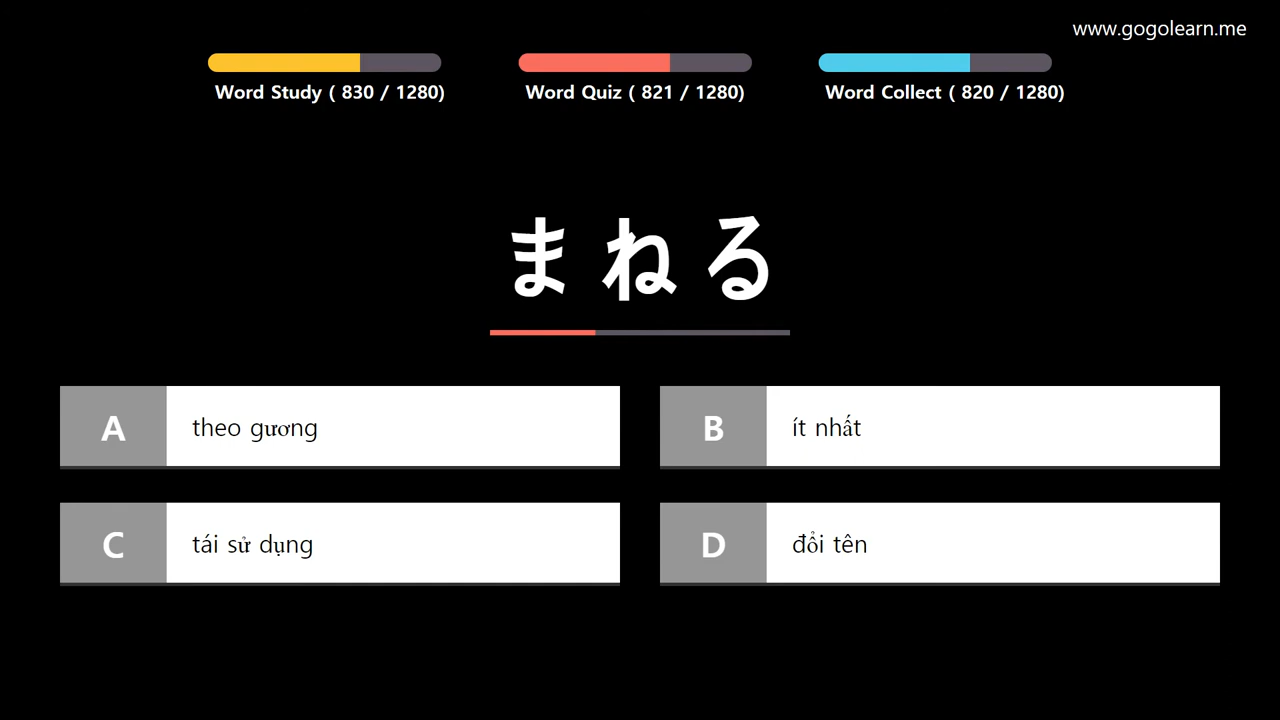 www.gogolearn.me
Word Study ( 830 / 1280)
Word Quiz ( 821 / 1280)
Word Collect ( 820 / 1280)
まねる
A theo gương
B ít nhất
C tái sử dụng
D đổi tên